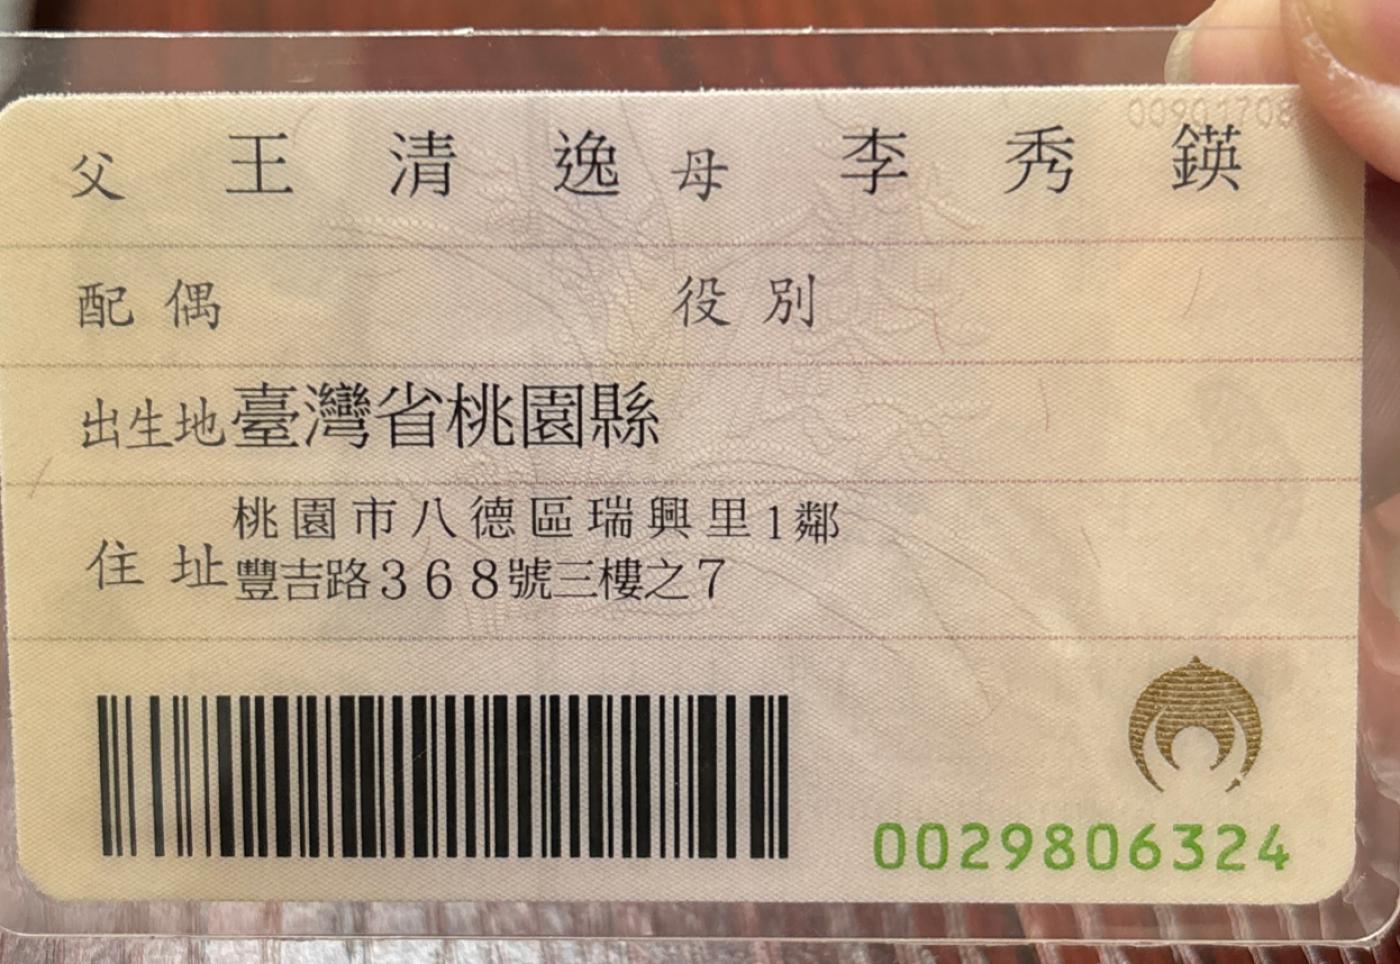 00901708
父 王清逸 母 李秀鍈
配偶 役別
出生地 臺灣省桃園縣
住址 桃園市八德區瑞興里1鄰
豐吉路368號三樓之7
0029806324